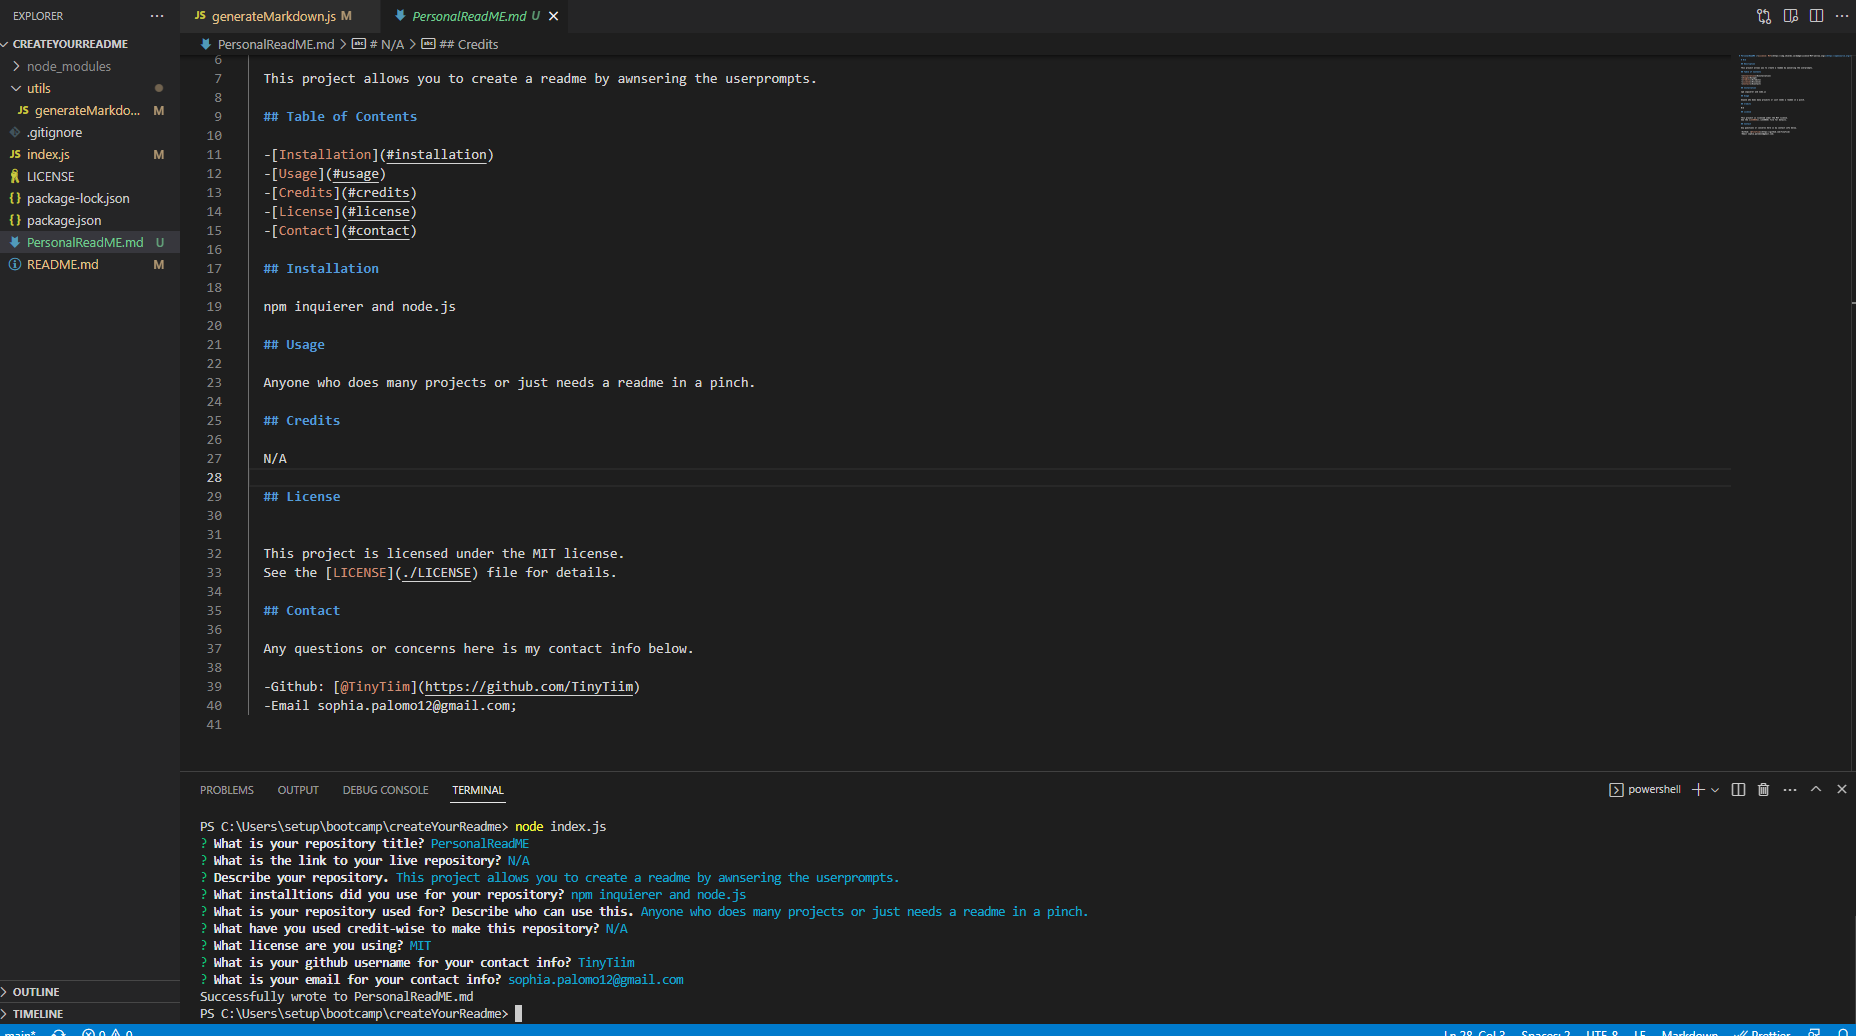 EXPLORER
CREATEYOURREADME
node_modules
utils
JS generateMarkdo... M
.gitignore
JS index.js M
LICENSE
{} package-lock.json
{} package.json
PersonalReadME.md U
README.md M
OUTLINE
TIMELINE
JS generateMarkdown.js M
PersonalReadME.md U
PersonalReadME.md > # N/A > ## Credits
6
7 This project allows you to create a readme by awnsering the userprompts.
8
9 ## Table of Contents
10
11 -[Installation](#installation)
12 -[Usage](#usage)
13 -[Credits](#credits)
14 -[License](#license)
15 -[Contact](#contact)
16
17 ## Installation
18
19 npm inquierer and node.js
20
21 ## Usage
22
23 Anyone who does many projects or just needs a readme in a pinch.
24
25 ## Credits
26
27 N/A
28
29 ## License
30
31
32 This project is licensed under the MIT license.
33 See the [LICENSE](./LICENSE) file for details.
34
35 ## Contact
36
37 Any questions or concerns here is my contact info below.
38
39 -Github: [@TinyTiim](https://github.com/TinyTiim)
40 -Email sophia.palomo12@gmail.com;
41
PROBLEMS OUTPUT DEBUG CONSOLE TERMINAL
powershell
PS C:\Users\setup\bootcamp\createYourReadme> node index.js
? What is your repository title? PersonalReadME
? What is the link to your live repository? N/A
? Describe your repository. This project allows you to create a readme by awnsering the userprompts.
? What installtions did you use for your repository? npm inquierer and node.js
? What is your repository used for? Describe who can use this. Anyone who does many projects or just needs a readme in a pinch.
? What have you used credit-wise to make this repository? N/A
? What license are you using? MIT
? What is your github username for your contact info? TinyTiim
? What is your email for your contact info? sophia.palomo12@gmail.com
Successfully wrote to PersonalReadME.md
PS C:\Users\setup\bootcamp\createYourReadme>
main* 0 0 Ln 28, Col 3 Spaces: 2 UTF-8 LF Markdown Prettier